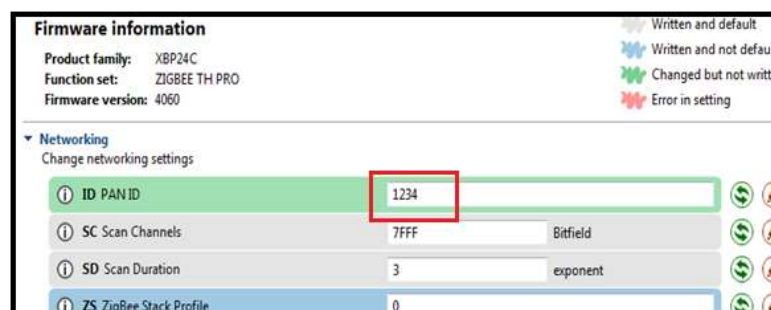 Firmware information
Product family: XBP24C
Function set: ZIGBEE TH PRO
Firmware version: 4060
Written and default
Written and not defau
Changed but not writt
Error in setting
Networking
Change networking settings
ID PAN ID 1234
SC Scan Channels 7FFF Bitfield
SD Scan Duration 3 exponent
ZS ZigBee Stack Profile 0